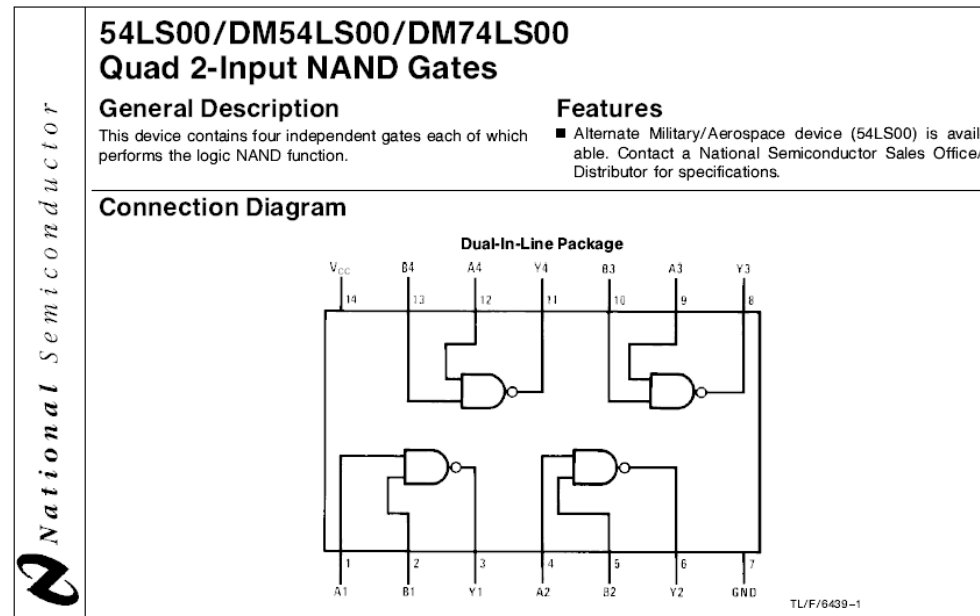 National Semiconductor
54LS00/DM54LS00/DM74LS00
Quad 2-Input NAND Gates
General Description
This device contains four independent gates each of which
performs the logic NAND function.
Features
■ Alternate Military/Aerospace device (54LS00) is avail
able. Contact a National Semiconductor Sales Office/
Distributor for specifications.
Connection Diagram
Dual-In-Line Package
VCC B4 A4 Y4 B3 A3 Y3
14 13 12 11 10 9 8
1 2 3 4 5 6 7
A1 B1 Y1 A2 B2 Y2 GND
TL/F/6439-1